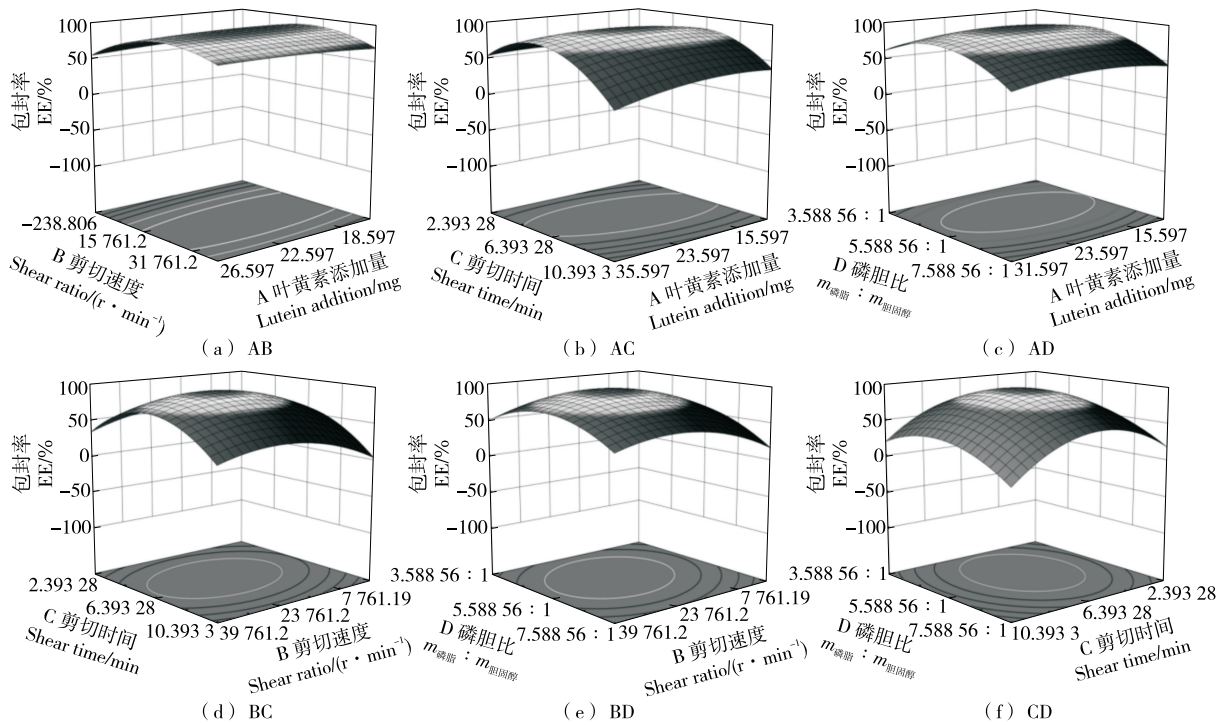 100
50
0
−50
−100
包封率
EE/%
−238.806
15 761.2
31 761.2
B 剪切速度
Shear ratio/(r·min⁻¹)
26.597
22.597
18.597
A 叶黄素添加量
Lutein addition/mg
(a) AB
100
50
0
−50
−100
包封率
EE/%
2.393 28
6.393 28
10.393 3
C 剪切时间
Shear time/min
35.597
23.597
15.597
A 叶黄素添加量
Lutein addition/mg
(b) AC
100
50
0
−50
−100
包封率
EE/%
3.588 56∶1
5.588 56∶1
7.588 56∶1
D 磷胆比
m磷脂∶m胆固醇
31.597
23.597
15.597
A 叶黄素添加量
Lutein addition/mg
(c) AD
100
50
0
−50
−100
包封率
EE/%
2.393 28
6.393 28
10.393 3
C 剪切时间
Shear time/min
39 761.2
23 761.2
7 761.19
B 剪切速度
Shear ratio/(r·min⁻¹)
(d) BC
100
50
0
−50
−100
包封率
EE/%
3.588 56∶1
5.588 56∶1
7.588 56∶1
D 磷胆比
m磷脂∶m胆固醇
39 761.2
23 761.2
7 761.19
B 剪切速度
Shear ratio/(r·min⁻¹)
(e) BD
100
50
0
−50
−100
包封率
EE/%
3.588 56∶1
5.588 56∶1
7.588 56∶1
D 磷胆比
m磷脂∶m胆固醇
10.393 3
6.393 28
2.393 28
C 剪切时间
Shear time/min
(f) CD